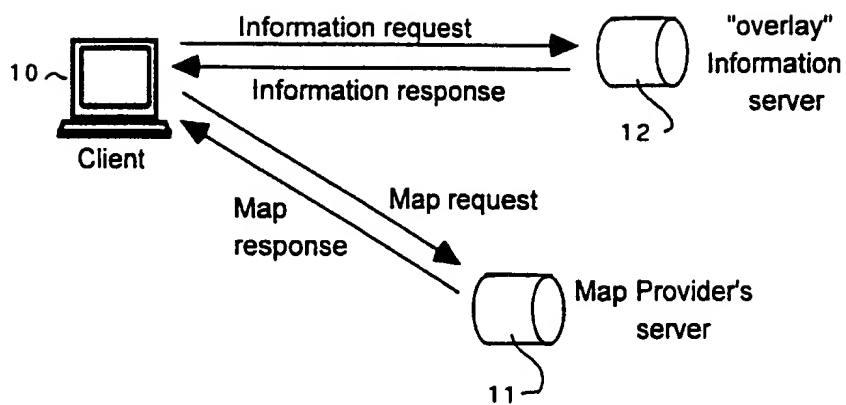 Information request
"overlay"
Information
server
10
Information response
12
Client
Map request
Map
response
Map Provider's
server
11